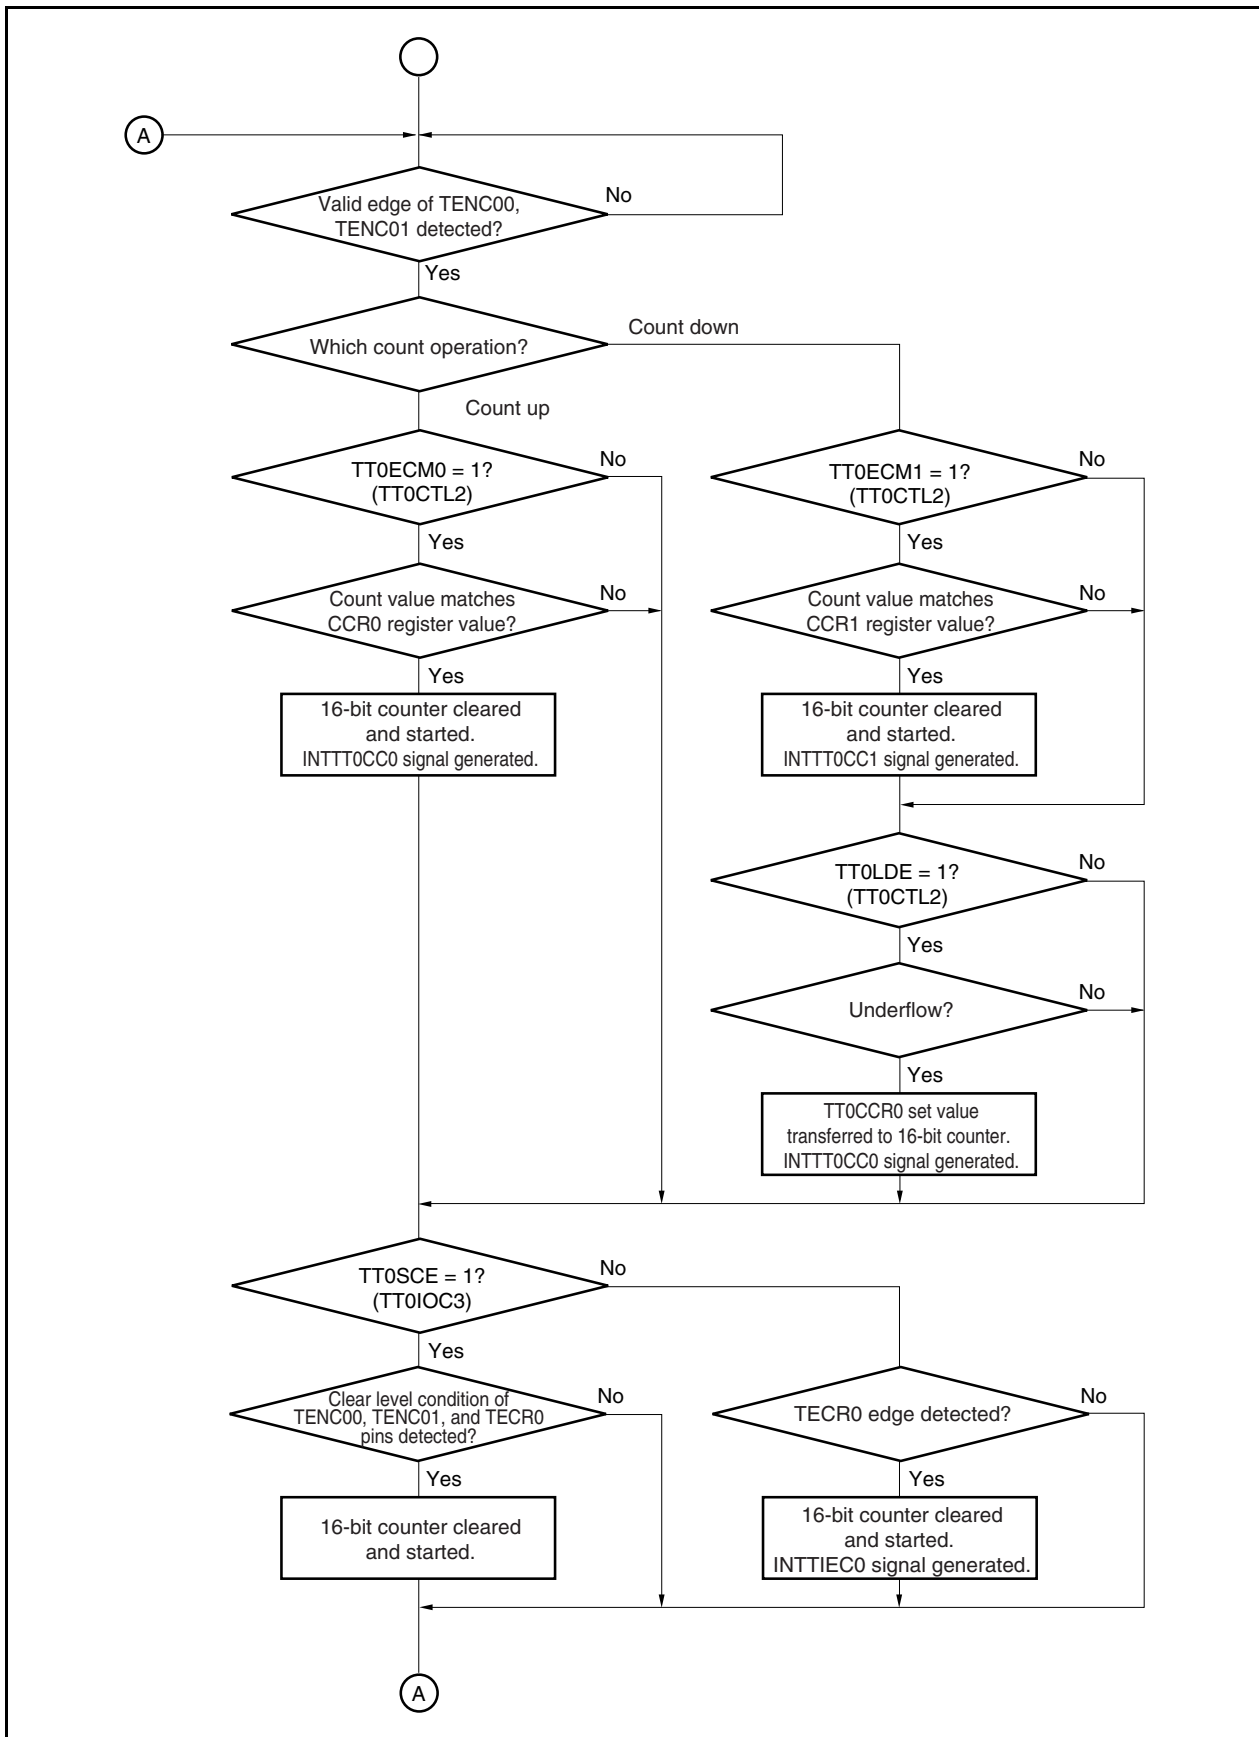 A
Valid edge of TENC00,
TENC01 detected?
No
Yes
Which count operation?
Count down
Count up
TT0ECM0 = 1?
(TT0CTL2)
No
TT0ECM1 = 1?
(TT0CTL2)
No
Yes
Yes
Count value matches
CCR0 register value?
No
Count value matches
CCR1 register value?
No
Yes
Yes
16-bit counter cleared
and started.
INTTT0CC0 signal generated.
16-bit counter cleared
and started.
INTTT0CC1 signal generated.
TT0LDE = 1?
(TT0CTL2)
No
Yes
Underflow?
No
Yes
TT0CCR0 set value
transferred to 16-bit counter.
INTTT0CC0 signal generated.
TT0SCE = 1?
(TT0IOC3)
No
Yes
Clear level condition of
TENC00, TENC01, and TECR0
pins detected?
No
TECR0 edge detected?
No
Yes
Yes
16-bit counter cleared
and started.
16-bit counter cleared
and started.
INTTIEC0 signal generated.
A